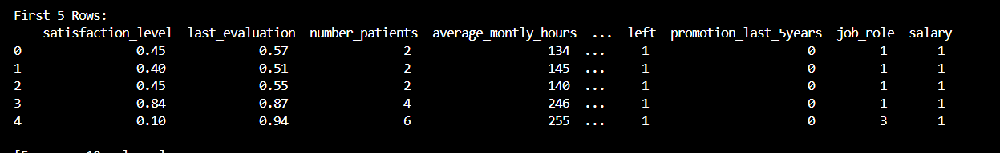 First 5 Rows:
satisfaction_level last_evaluation number_patients average_montly_hours ... left promotion_last_5years job_role salary
0 0.45 0.57 2 134 ... 1 0 1 1
1 0.40 0.51 2 145 ... 1 0 1 1
2 0.45 0.55 2 140 ... 1 0 1 1
3 0.84 0.87 4 246 ... 1 0 1 1
4 0.10 0.94 6 255 ... 1 0 3 1